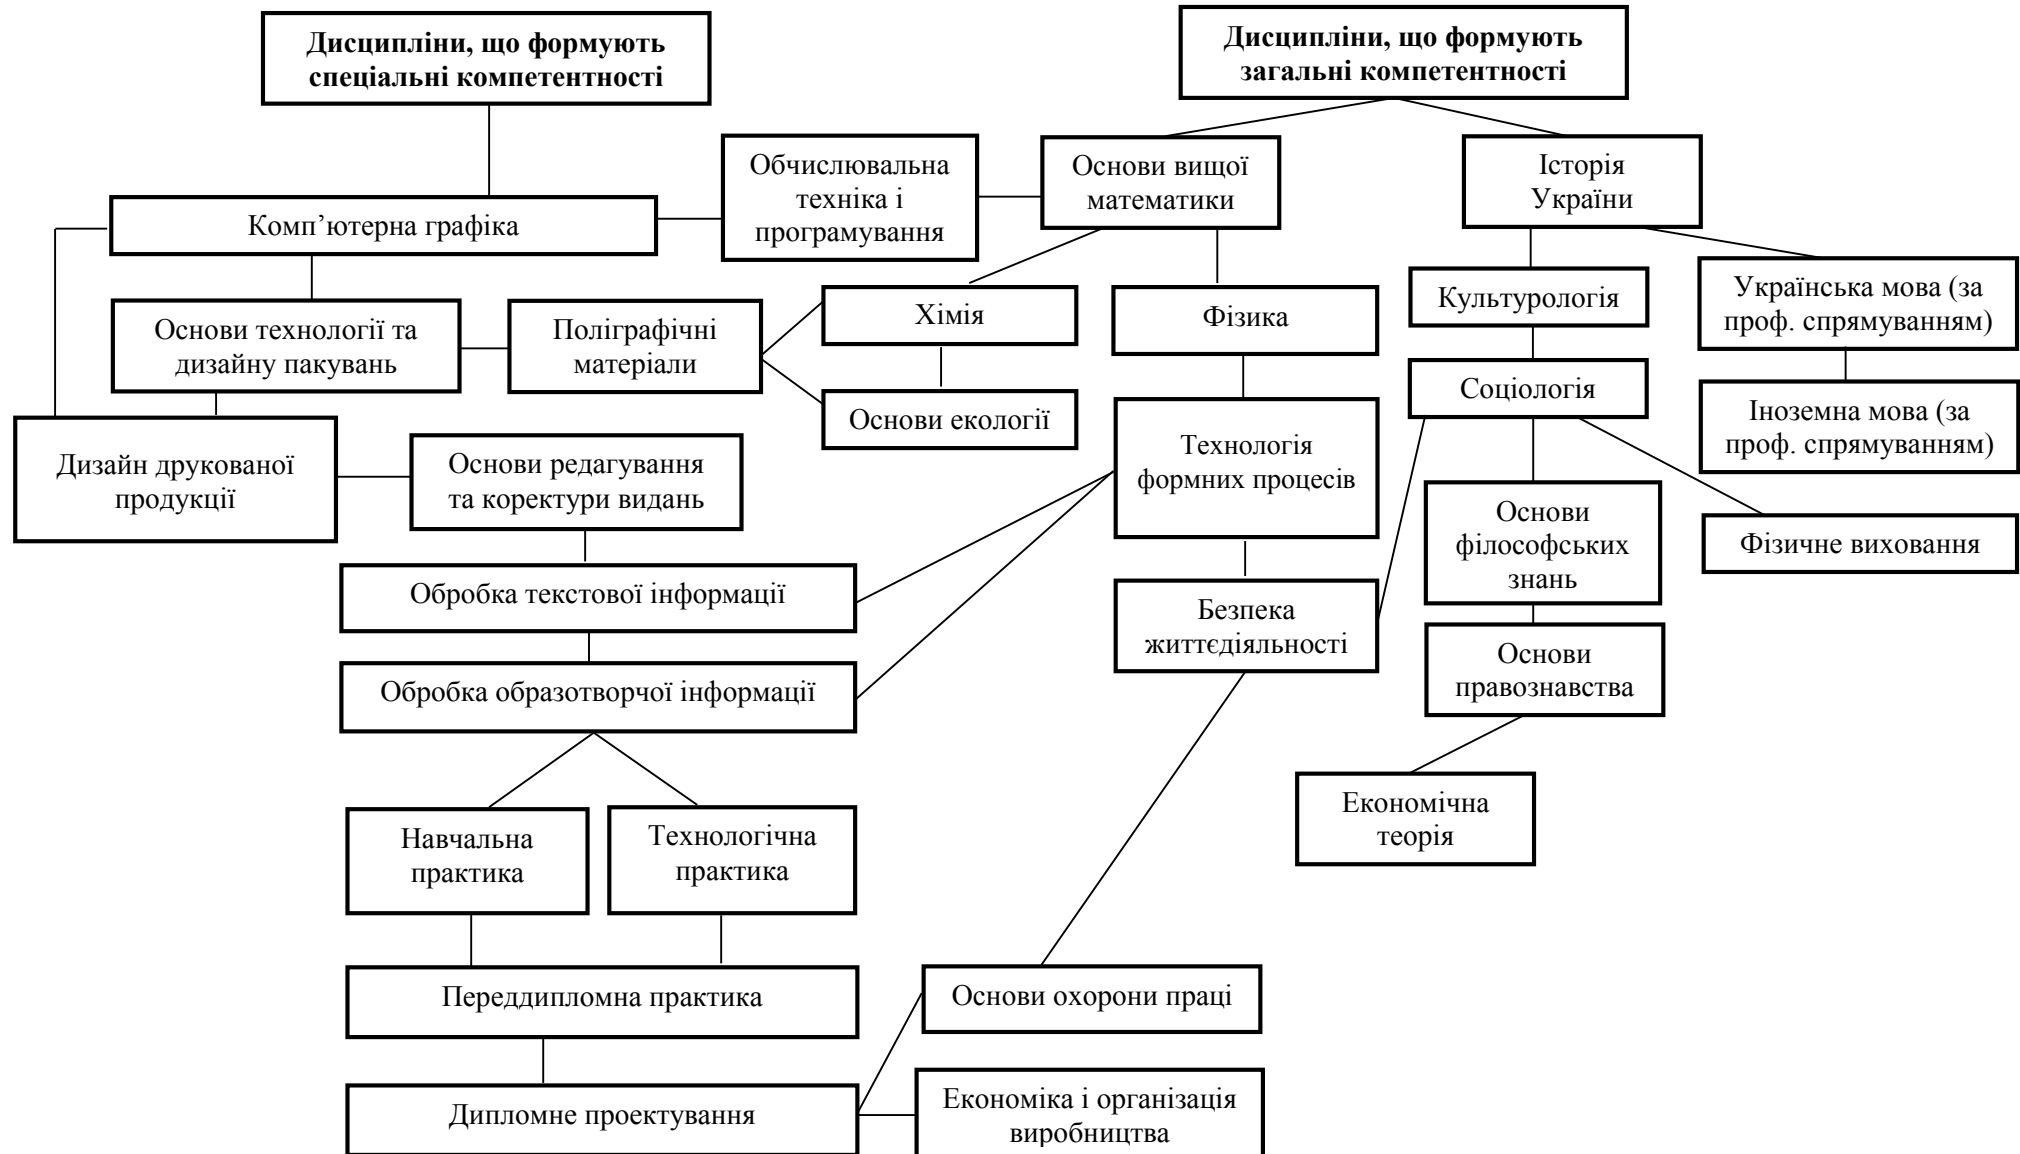 Дисципліни, що формують
спеціальні компетентності
Дисципліни, що формують
загальні компетентності
Обчислювальна
техніка і
програмування
Основи вищої
математики
Історія
України
Комп’ютерна графіка
Культурологія
Українська мова (за
проф. спрямуванням)
Основи технології та
дизайну пакувань
Поліграфічні
матеріали
Хімія
Фізика
Соціологія
Іноземна мова (за
проф. спрямуванням)
Основи екології
Дизайн друкованої
продукції
Основи редагування
та коректури видань
Технологія
формних процесів
Основи
філософських
знань
Фізичне виховання
Обробка текстової інформації
Безпека
життєдіяльності
Основи
правознавства
Обробка образотворчої інформації
Економічна
теорія
Навчальна
практика
Технологічна
практика
Переддипломна практика
Основи охорони праці
Дипломне проектування
Економіка і організація
виробництва